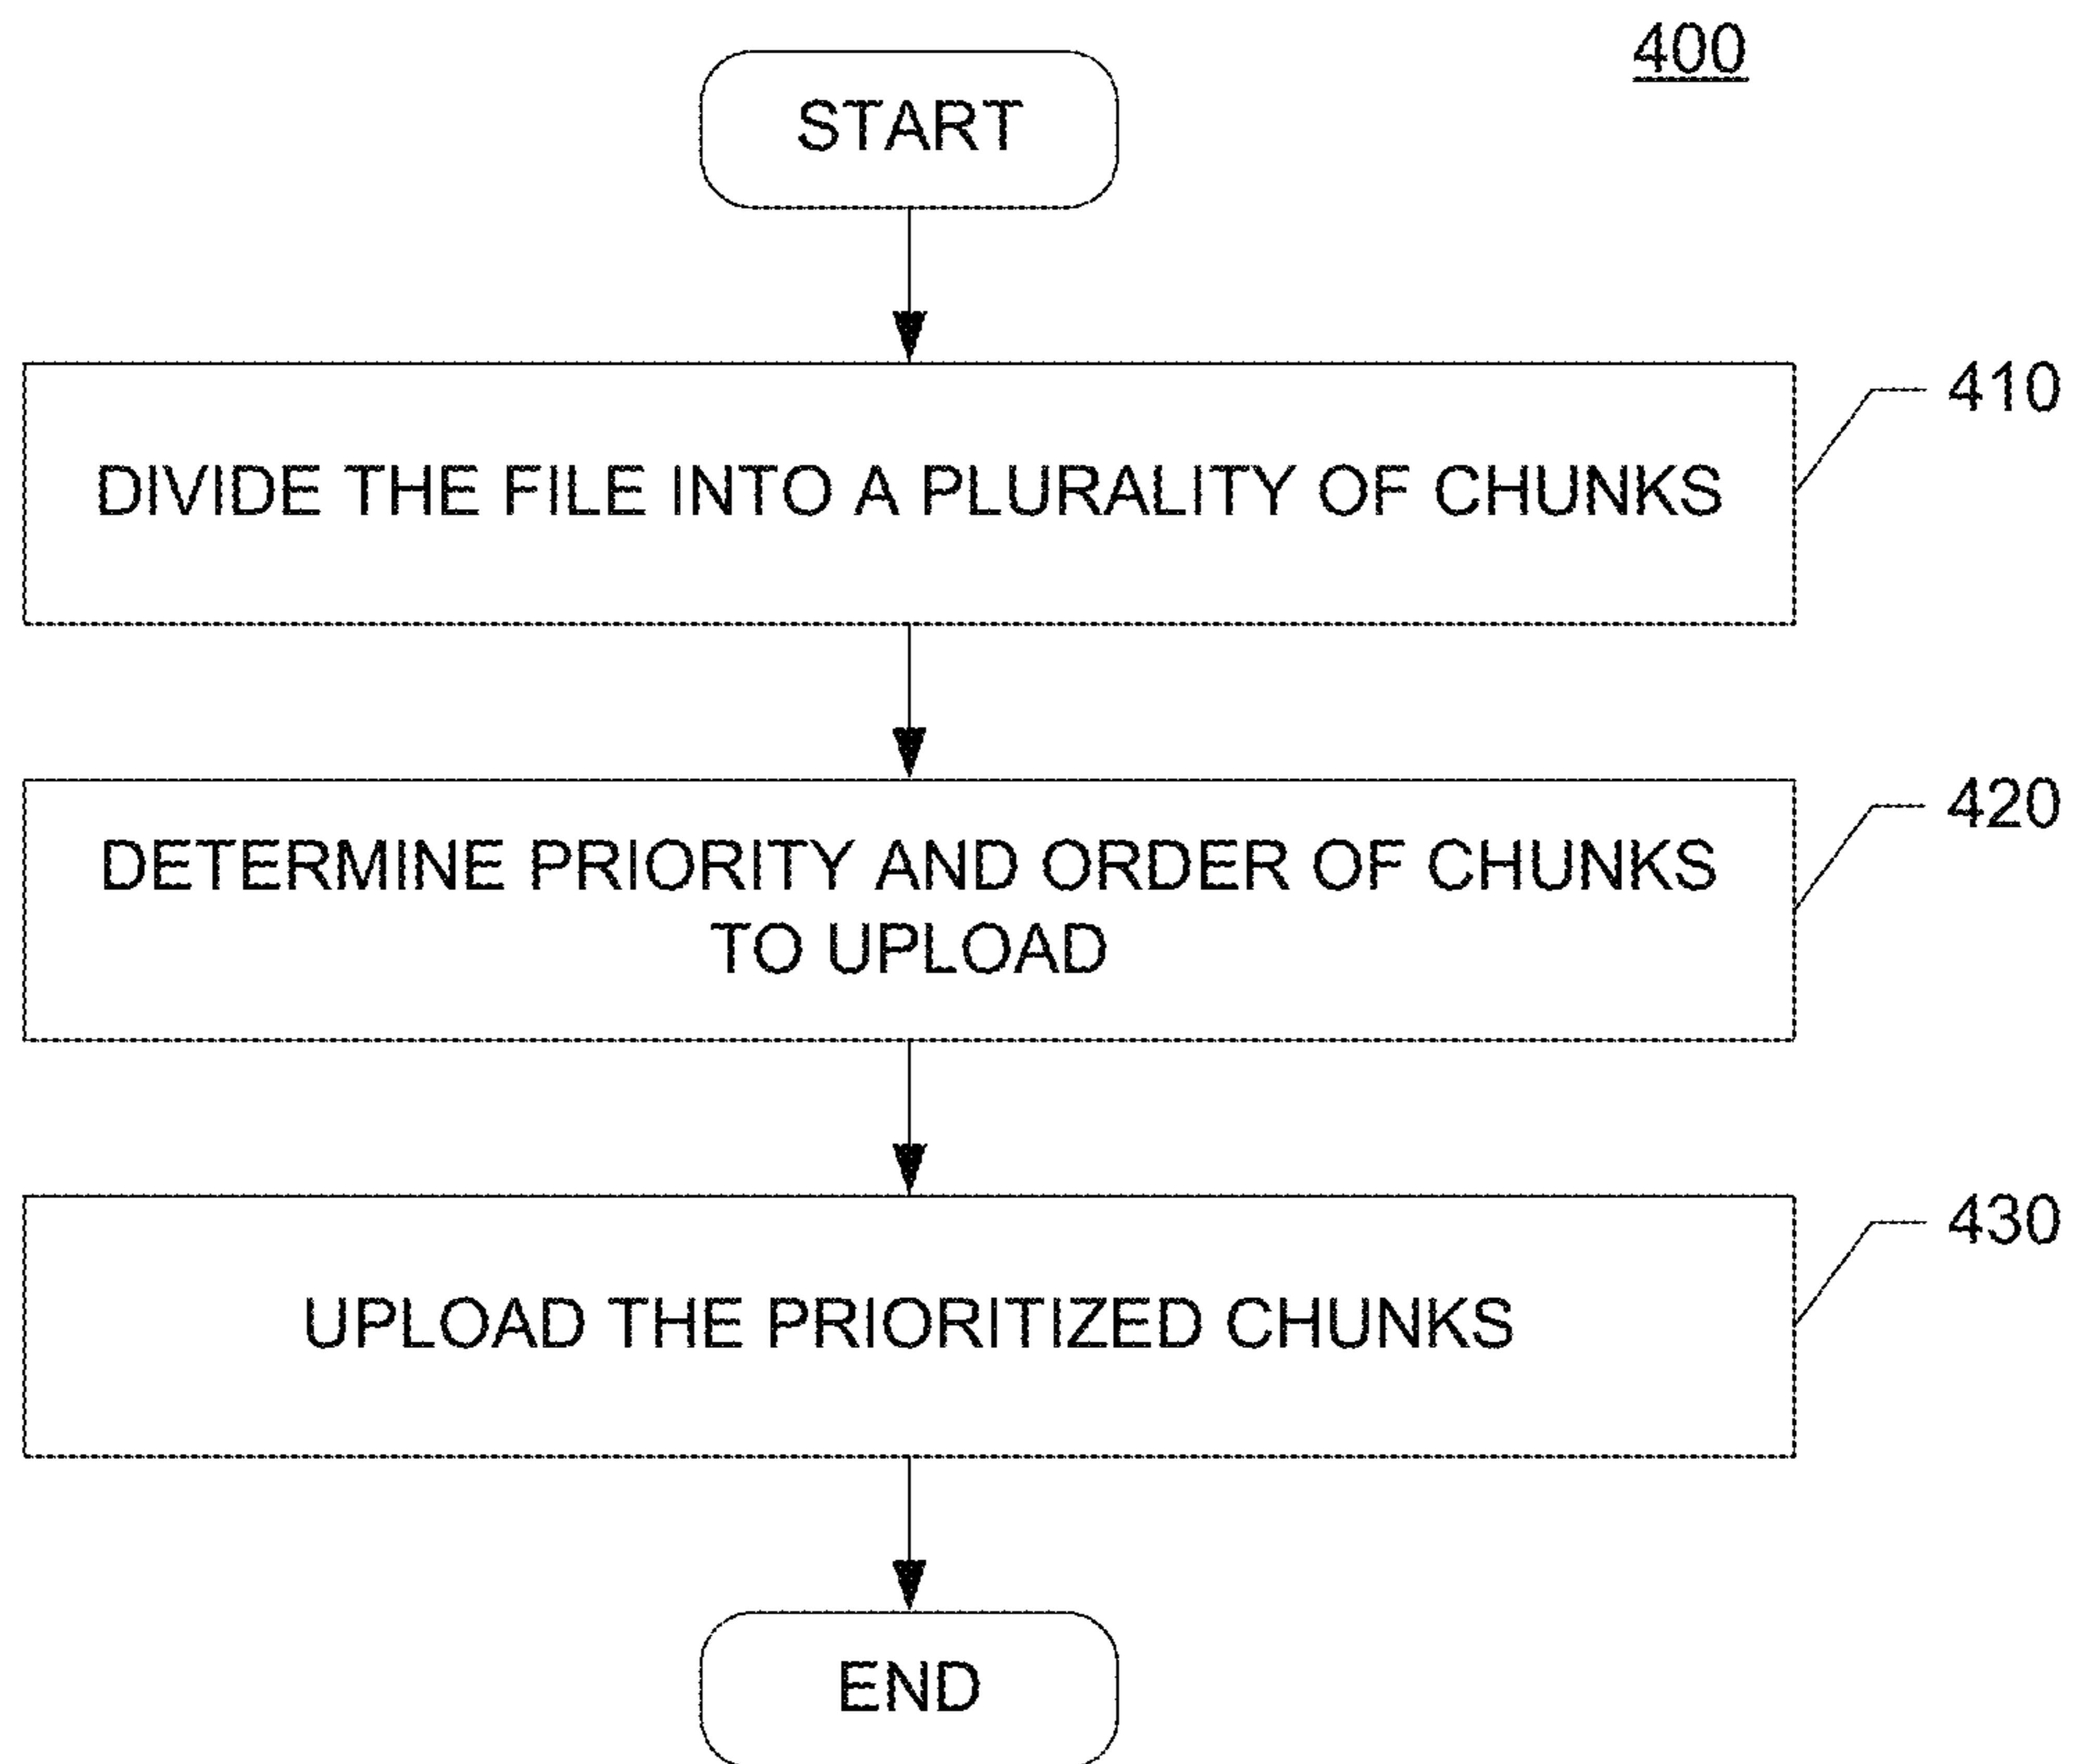 400
START
DIVIDE THE FILE INTO A PLURALITY OF CHUNKS
410
DETERMINE PRIORITY AND ORDER OF CHUNKS
TO UPLOAD
420
UPLOAD THE PRIORITIZED CHUNKS
430
END